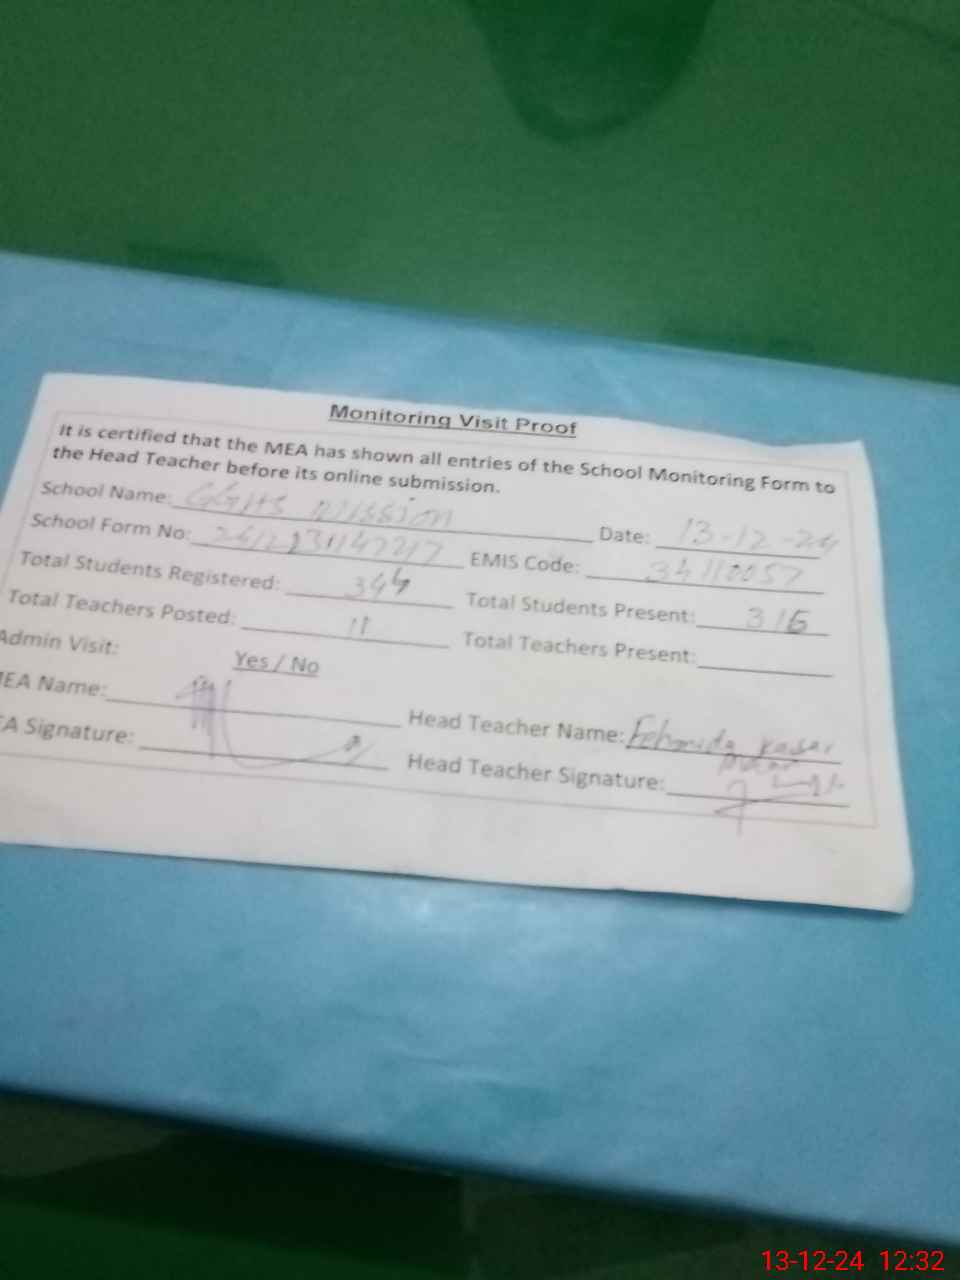 Monitoring Visit Proof
It is certified that the MEA has shown all entries of the School Monitoring Form to
the Head Teacher before its online submission.
School Name: GGHS Mission Date: 13-12-24
School Form No: EMIS Code: 34110057
Total Students Registered: 344 Total Students Present: 316
Total Teachers Posted: 11 Total Teachers Present:
Admin Visit: Yes / No
MEA Name: Head Teacher Name: Fehmida
EA Signature: Head Teacher Signature:
13-12-24 12:32